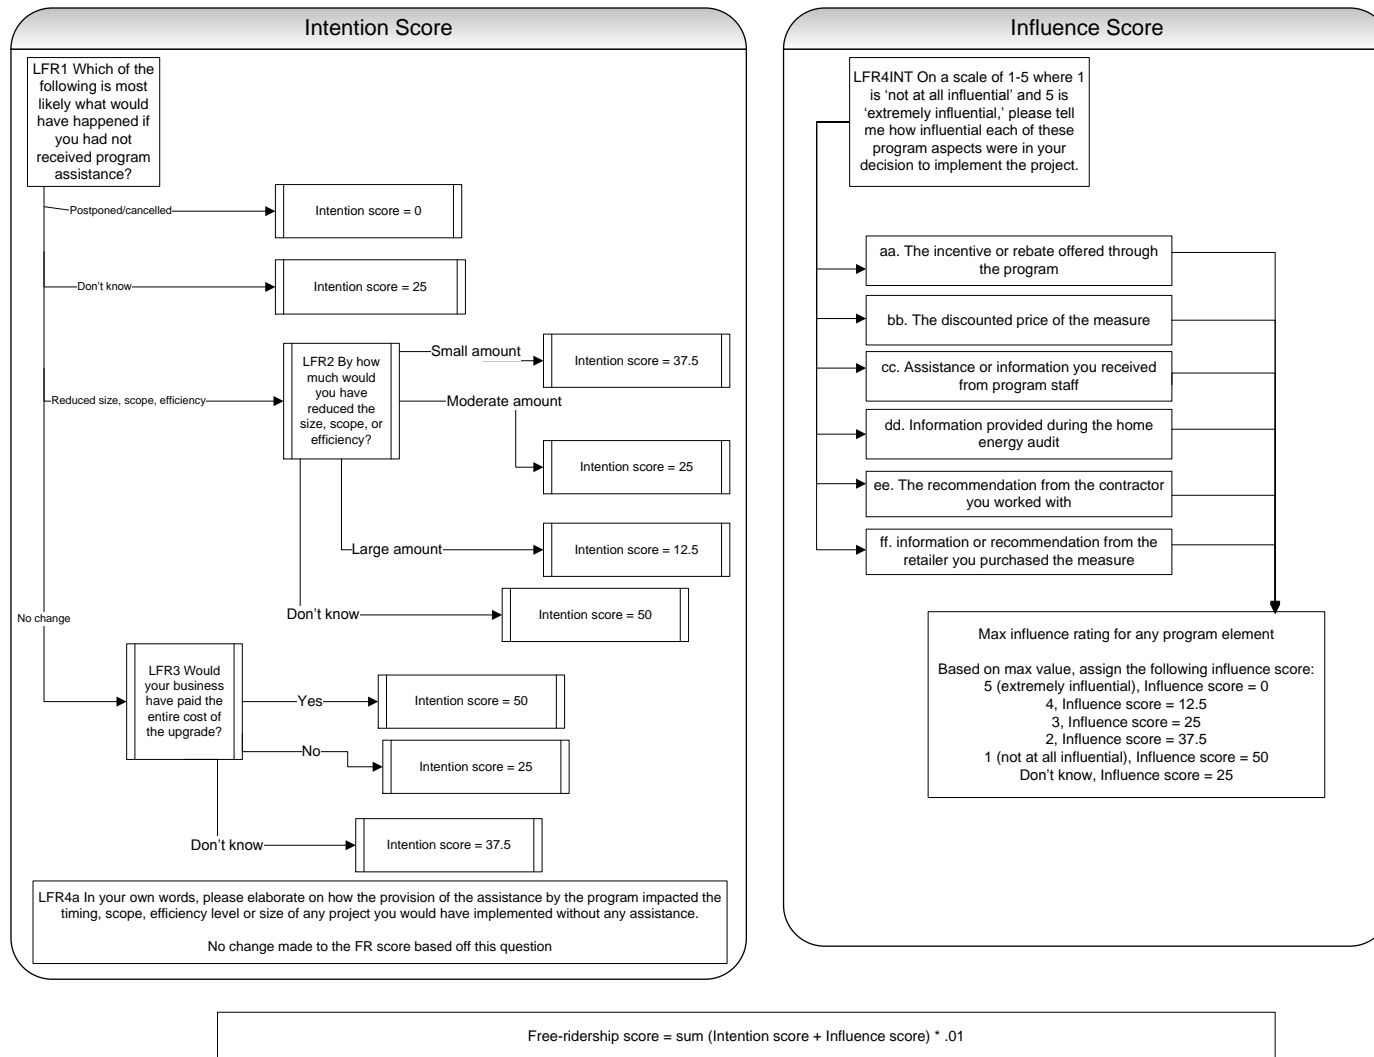 Intention Score
LFR1 Which of the
following is most
likely what would
have happened if
you had not
received program
assistance?
Postponed/cancelled
Intention score = 0
Don't know
Intention score = 25
Reduced size, scope, efficiency
LFR2 By how
much would
you have
reduced the
size, scope, or
efficiency?
Small amount
Intention score = 37.5
Moderate amount
Intention score = 25
Large amount
Intention score = 12.5
Don't know
Intention score = 50
No change
LFR3 Would
your business
have paid the
entire cost of
the upgrade?
Yes
Intention score = 50
No
Intention score = 25
Don't know
Intention score = 37.5
LFR4a In your own words, please elaborate on how the provision of the assistance by the program impacted the
timing, scope, efficiency level or size of any project you would have implemented without any assistance.
No change made to the FR score based off this question
Influence Score
LFR4INT On a scale of 1-5 where 1
is ‘not at all influential’ and 5 is
‘extremely influential,’ please tell
me how influential each of these
program aspects were in your
decision to implement the project.
aa. The incentive or rebate offered through
the program
bb. The discounted price of the measure
cc. Assistance or information you received
from program staff
dd. Information provided during the home
energy audit
ee. The recommendation from the contractor
you worked with
ff. information or recommendation from the
retailer you purchased the measure
Max influence rating for any program element
Based on max value, assign the following influence score:
5 (extremely influential), Influence score = 0
4, Influence score = 12.5
3, Influence score = 25
2, Influence score = 37.5
1 (not at all influential), Influence score = 50
Don't know, Influence score = 25
Free-ridership score = sum (Intention score + Influence score) * .01